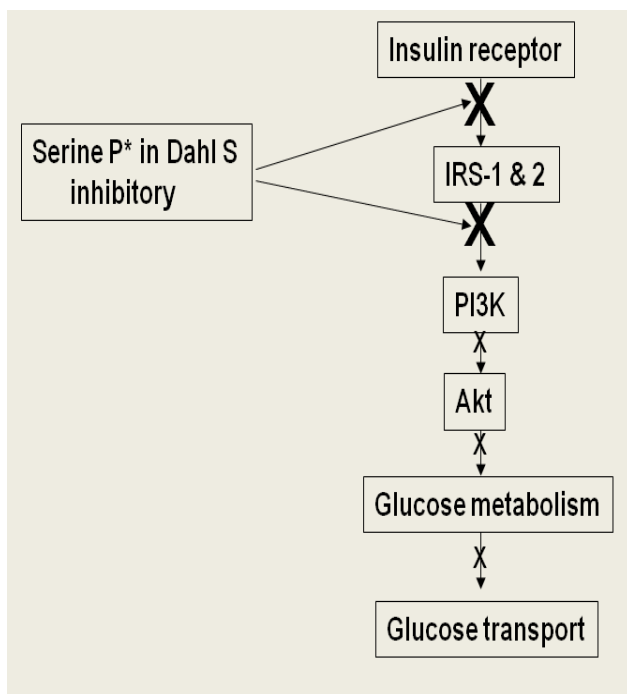 Insulin receptor
X
Serine P* in Dahl S
inhibitory
IRS-1 & 2
X
PI3K
X
Akt
X
Glucose metabolism
X
Glucose transport